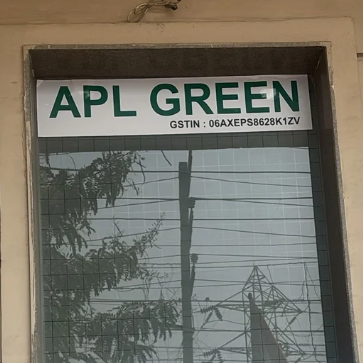 APL GREEN
GSTIN : 06AXEPS8628K1ZV